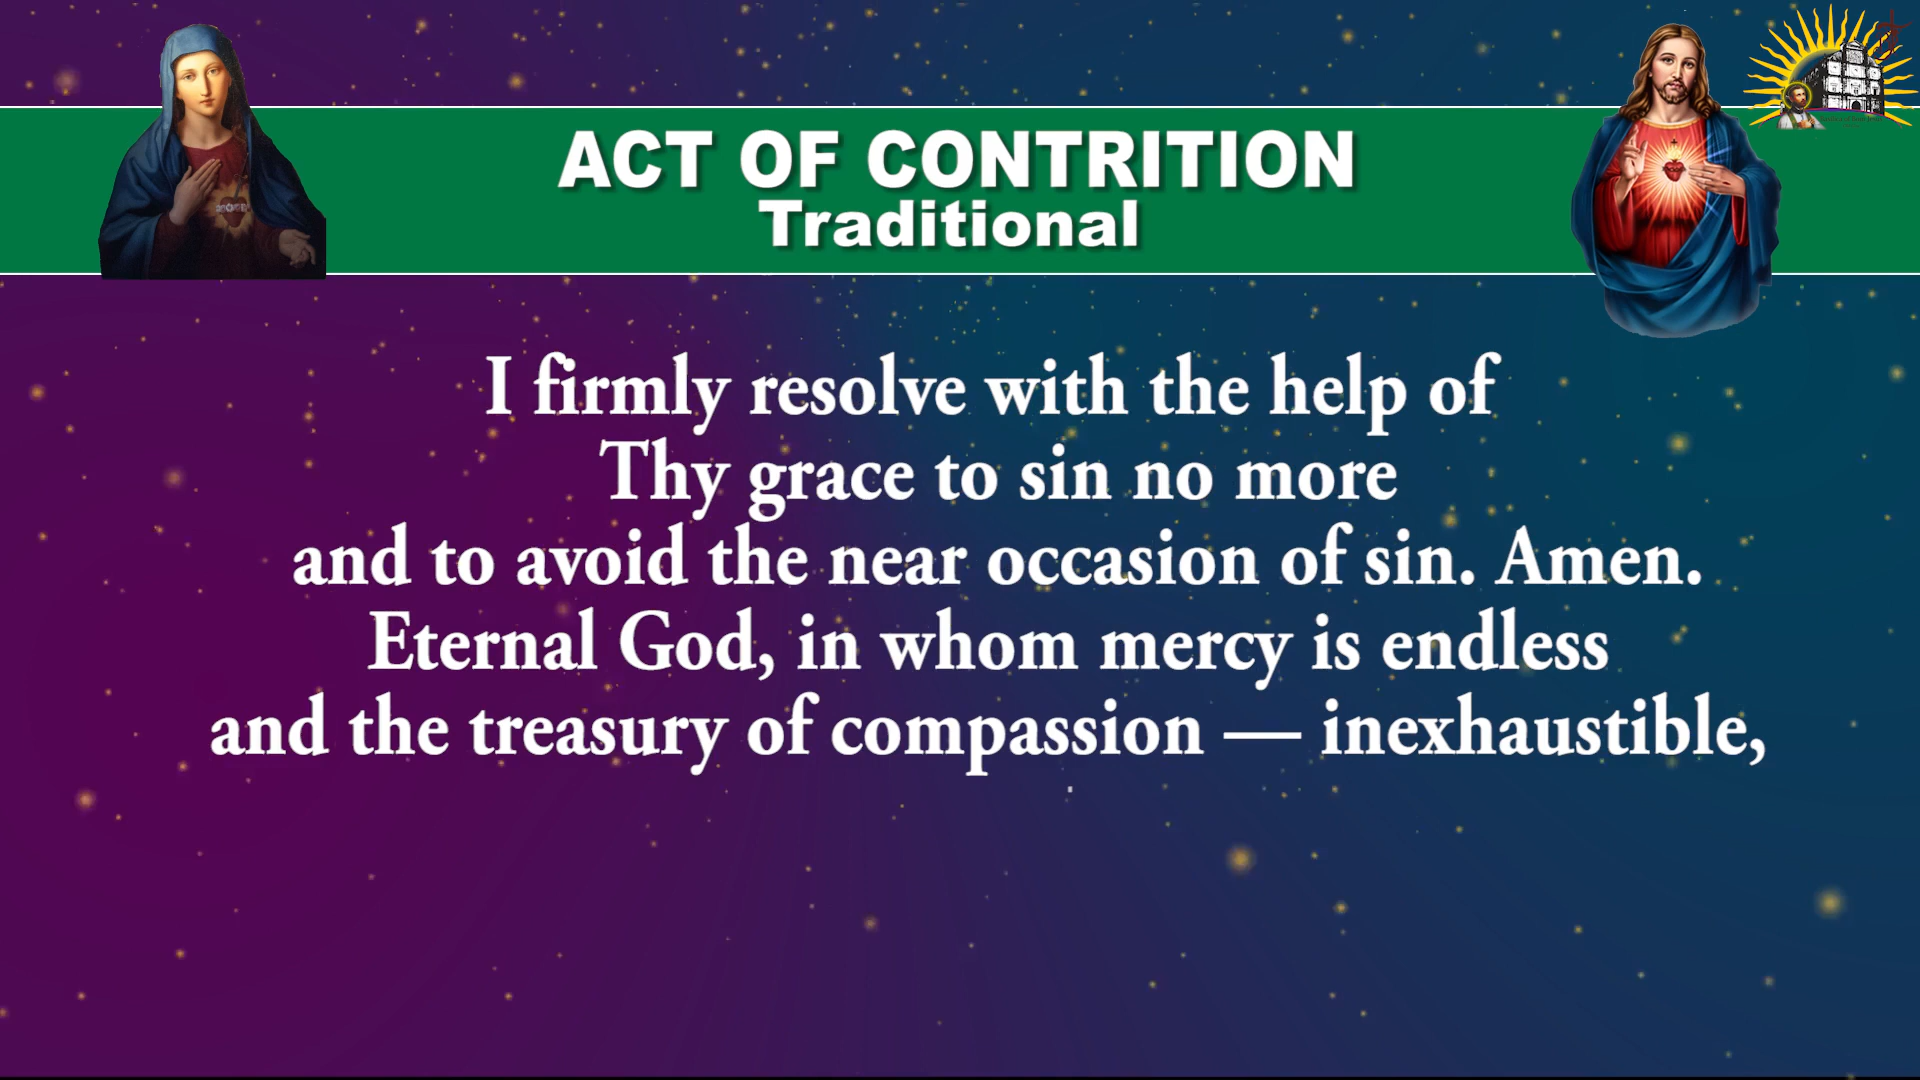 ACT OF CONTRITION
Traditional
I firmly resolve with the help of
Thy grace to sin no more
and to avoid the near occasion of sin. Amen.
Eternal God, in whom mercy is endless
and the treasury of compassion — inexhaustible,